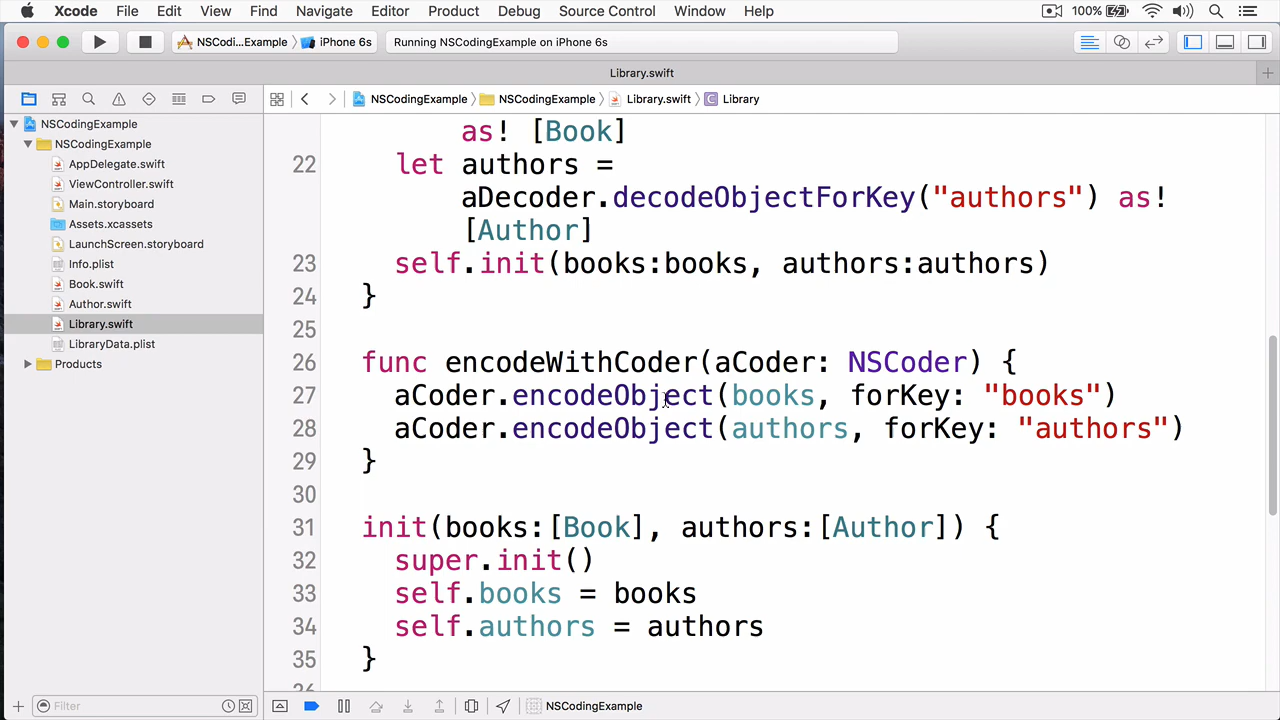 Xcode File Edit View Find Navigate Editor Product Debug Source Control Window Help 100%
NSCodi...Example iPhone 6s Running NSCodingExample on iPhone 6s
Library.swift
NSCodingExample NSCodingExample Library.swift C Library
NSCodingExample
NSCodingExample
AppDelegate.swift
ViewController.swift
Main.storyboard
Assets.xcassets
LaunchScreen.storyboard
Info.plist
Book.swift
Author.swift
Library.swift
LibraryData.plist
Products
as! [Book]
22 let authors =
aDecoder.decodeObjectForKey("authors") as!
[Author]
23 self.init(books:books, authors:authors)
24 }
25
26 func encodeWithCoder(aCoder: NSCoder) {
27 aCoder.encodeObject(books, forKey: "books")
28 aCoder.encodeObject(authors, forKey: "authors")
29 }
30
31 init(books:[Book], authors:[Author]) {
32 super.init()
33 self.books = books
34 self.authors = authors
35 }
Filter NSCodingExample